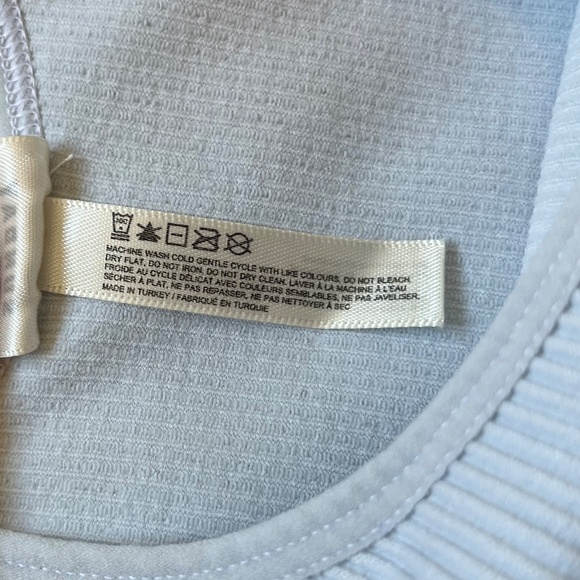 30C
MACHINE WASH COLD GENTLE CYCLE WITH LIKE COLOURS, DO NOT BLEACH,
DRY FLAT, DO NOT IRON, DO NOT DRY CLEAN. LAVER À LA MACHINE À L'EAU
FROIDE AU CYCLE DÉLICAT AVEC COULEURS SEMBLABLES, NE PAS JAVELISER,
SÉCHER À PLAT, NE PAS REPASSER, NE PAS NETTOYER À SEC
MADE IN TURKEY / FABRIQUÉ EN TURQUIE